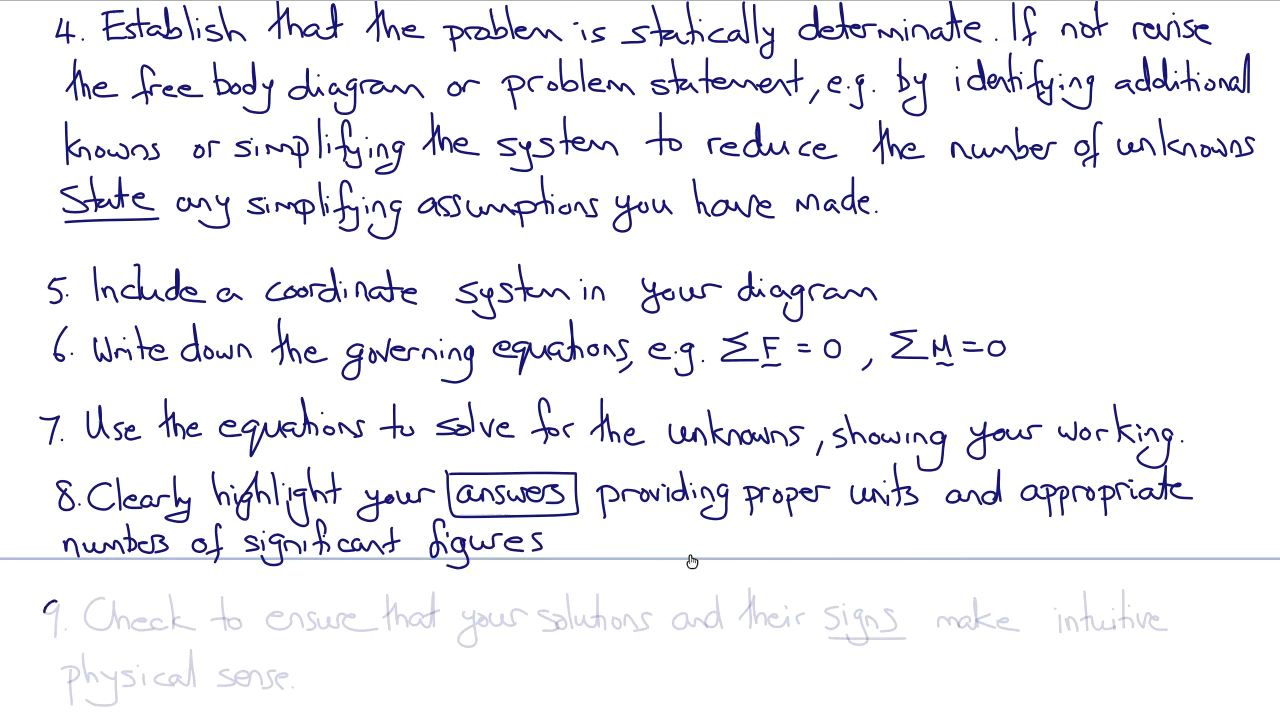 4. Establish that the problem is statically determinate. If not revise
the free body diagram or problem statement, e.g. by identifying additional
knowns or simplifying the system to reduce the number of unknowns
State any simplifying assumptions you have made.
5. Include a coordinate system in your diagram
6. Write down the governing equations, e.g. ΣF = 0, ΣM = 0
7. Use the equations to solve for the unknowns, showing your working.
8. Clearly highlight your answers providing proper units and appropriate
numbers of significant figures
9. Check to ensure that your solutions and their signs make intuitive
physical sense.